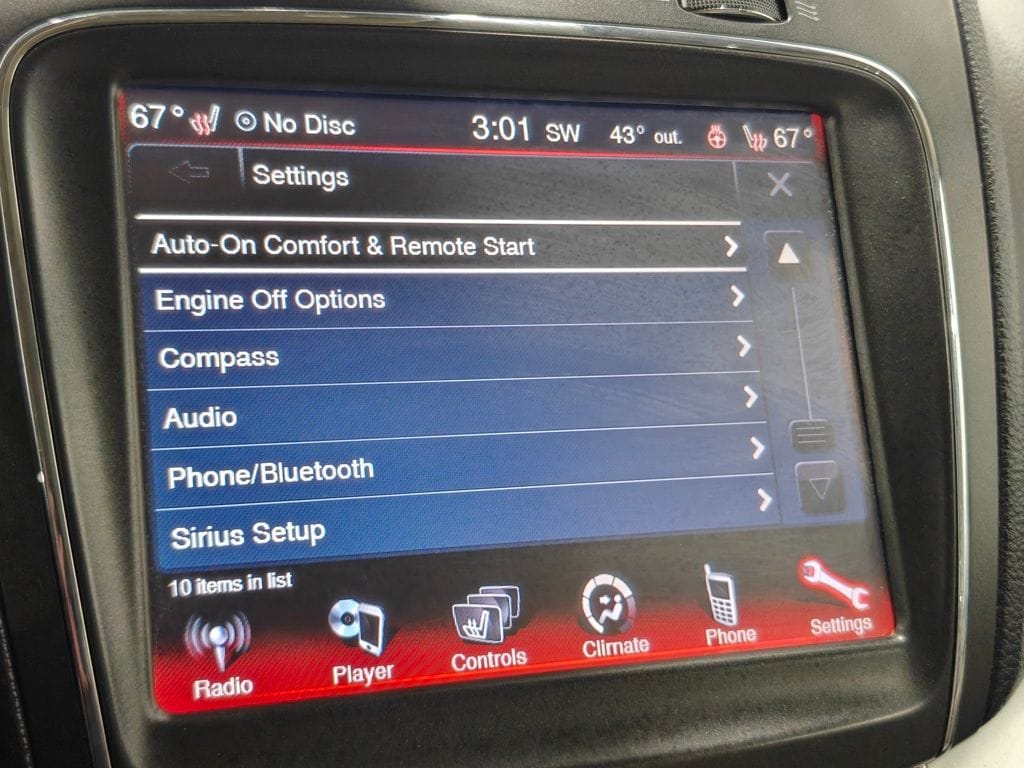 67° No Disc 3:01 SW 43° out. 67°
Settings
Auto-On Comfort & Remote Start
Engine Off Options
Compass
Audio
Phone/Bluetooth
Sirius Setup
10 items in list
Radio Player Controls Climate Phone Settings